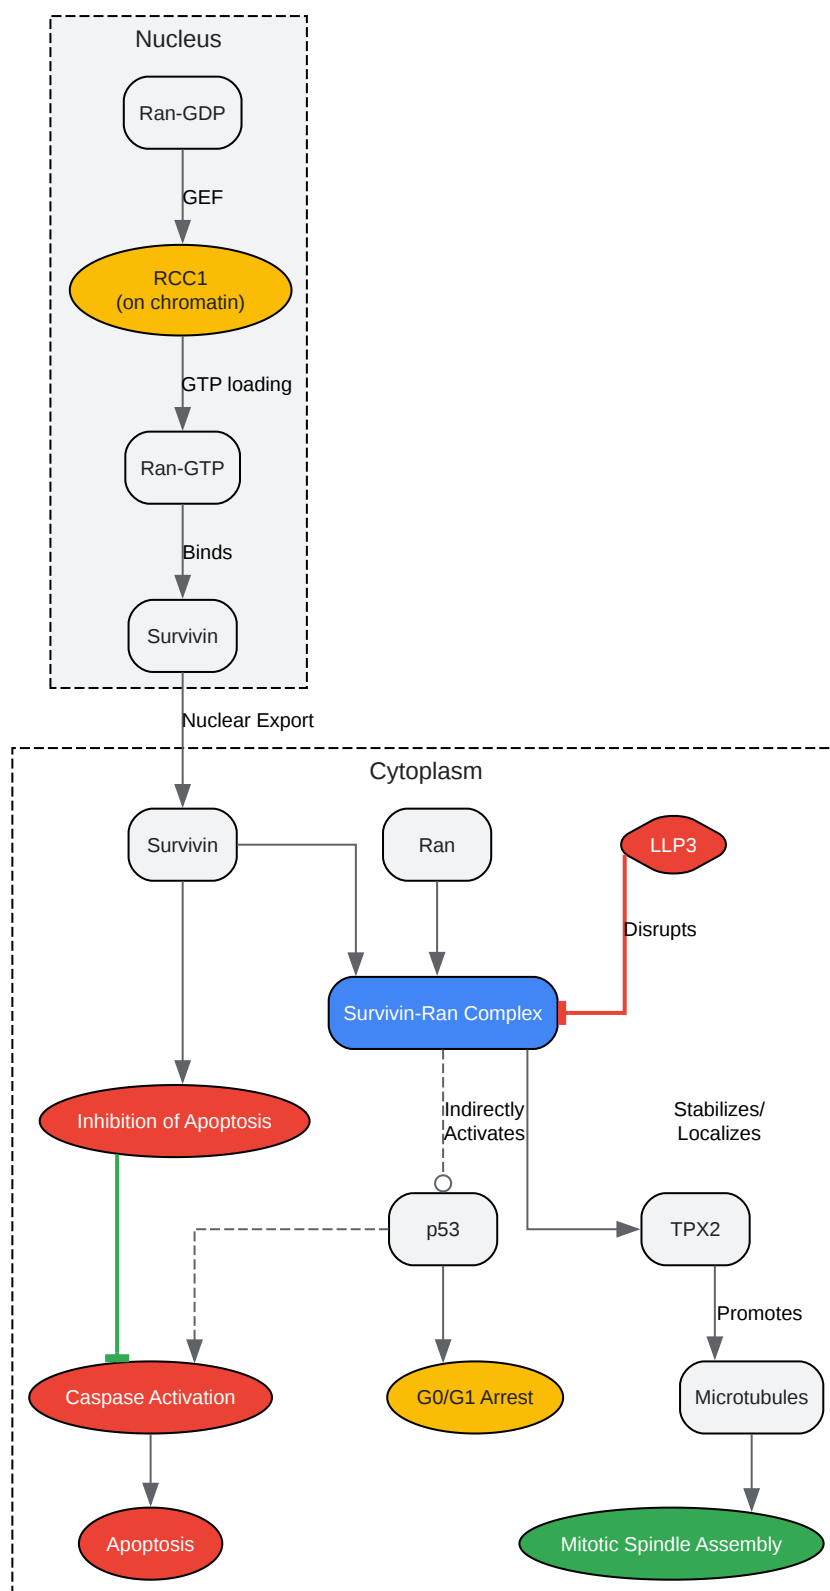 Nucleus
Ran-GDP
GEF
RCC1
(on chromatin)
GTP loading
Ran-GTP
Binds
Survivin
Nuclear Export
Cytoplasm
Survivin
Ran
LLP3
Disrupts
Survivin-Ran Complex
Inhibition of Apoptosis
Indirectly
Activates
Stabilizes/
Localizes
p53
TPX2
Promotes
Caspase Activation
G0/G1 Arrest
Microtubules
Apoptosis
Mitotic Spindle Assembly